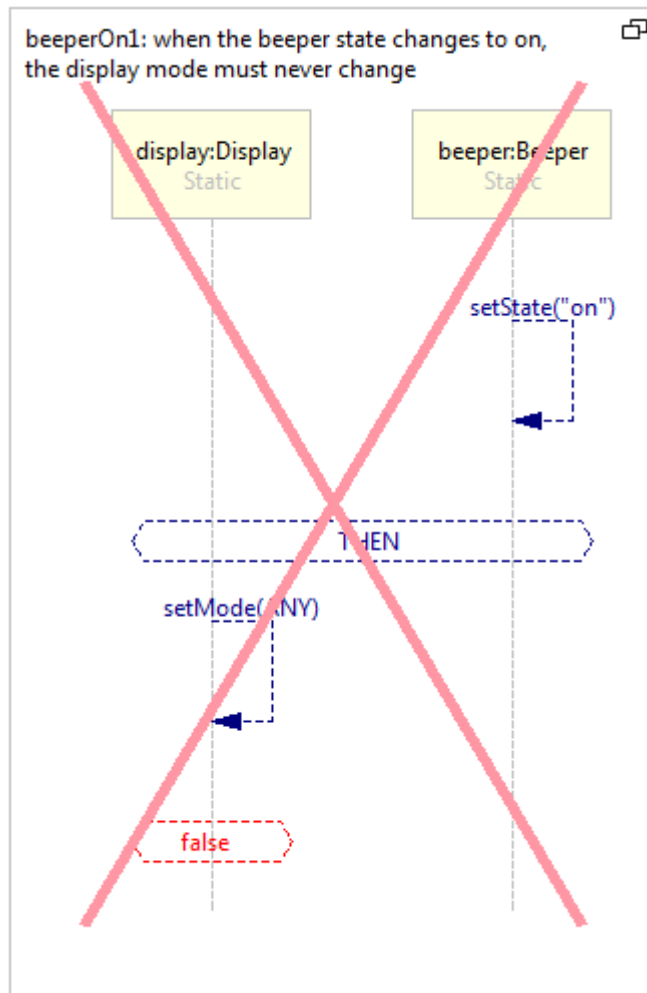 beeperOn1: when the beeper state changes to on,
the display mode must never change
display:Display
Static
beeper:Beeper
Static
setState("on")
THEN
setMode(ANY)
false